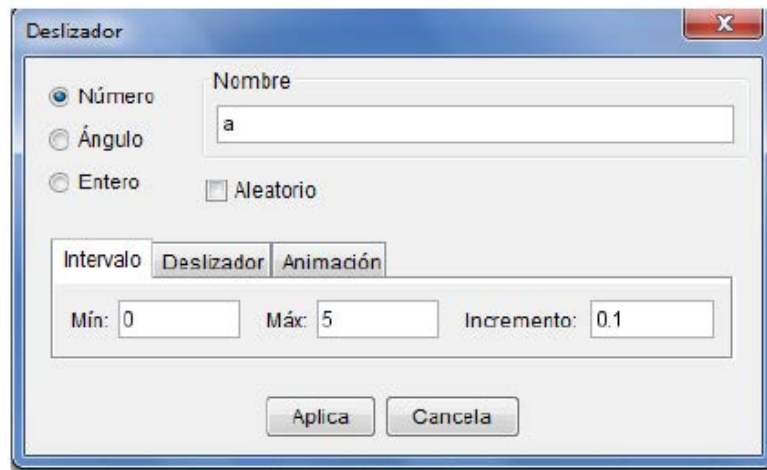 Deslizador
Número
Nombre
a
Ángulo
Entero
Aleatorio
Intervalo Deslizador Animación
Mín: 0 Máx: 5 Incremento: 0.1
Aplica Cancela